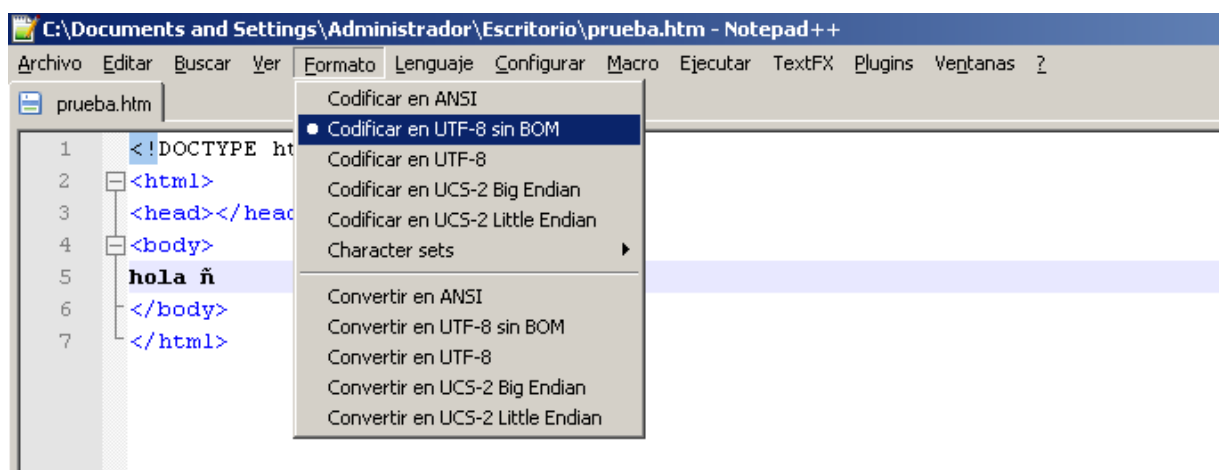 C:\Documents and Settings\Administrador\Escritorio\prueba.htm - Notepad++
Archivo Editar Buscar Ver Formato Lenguaje Configurar Macro Ejecutar TextFX Plugins Ventanas ?
prueba.htm
Codificar en ANSI
Codificar en UTF-8 sin BOM
Codificar en UTF-8
Codificar en UCS-2 Big Endian
Codificar en UCS-2 Little Endian
Character sets
Convertir en ANSI
Convertir en UTF-8 sin BOM
Convertir en UTF-8
Convertir en UCS-2 Big Endian
Convertir en UCS-2 Little Endian
1 <!DOCTYPE
2 <html>
3 <head></head
4 <body>
5 hola ñ
6 </body>
7 </html>